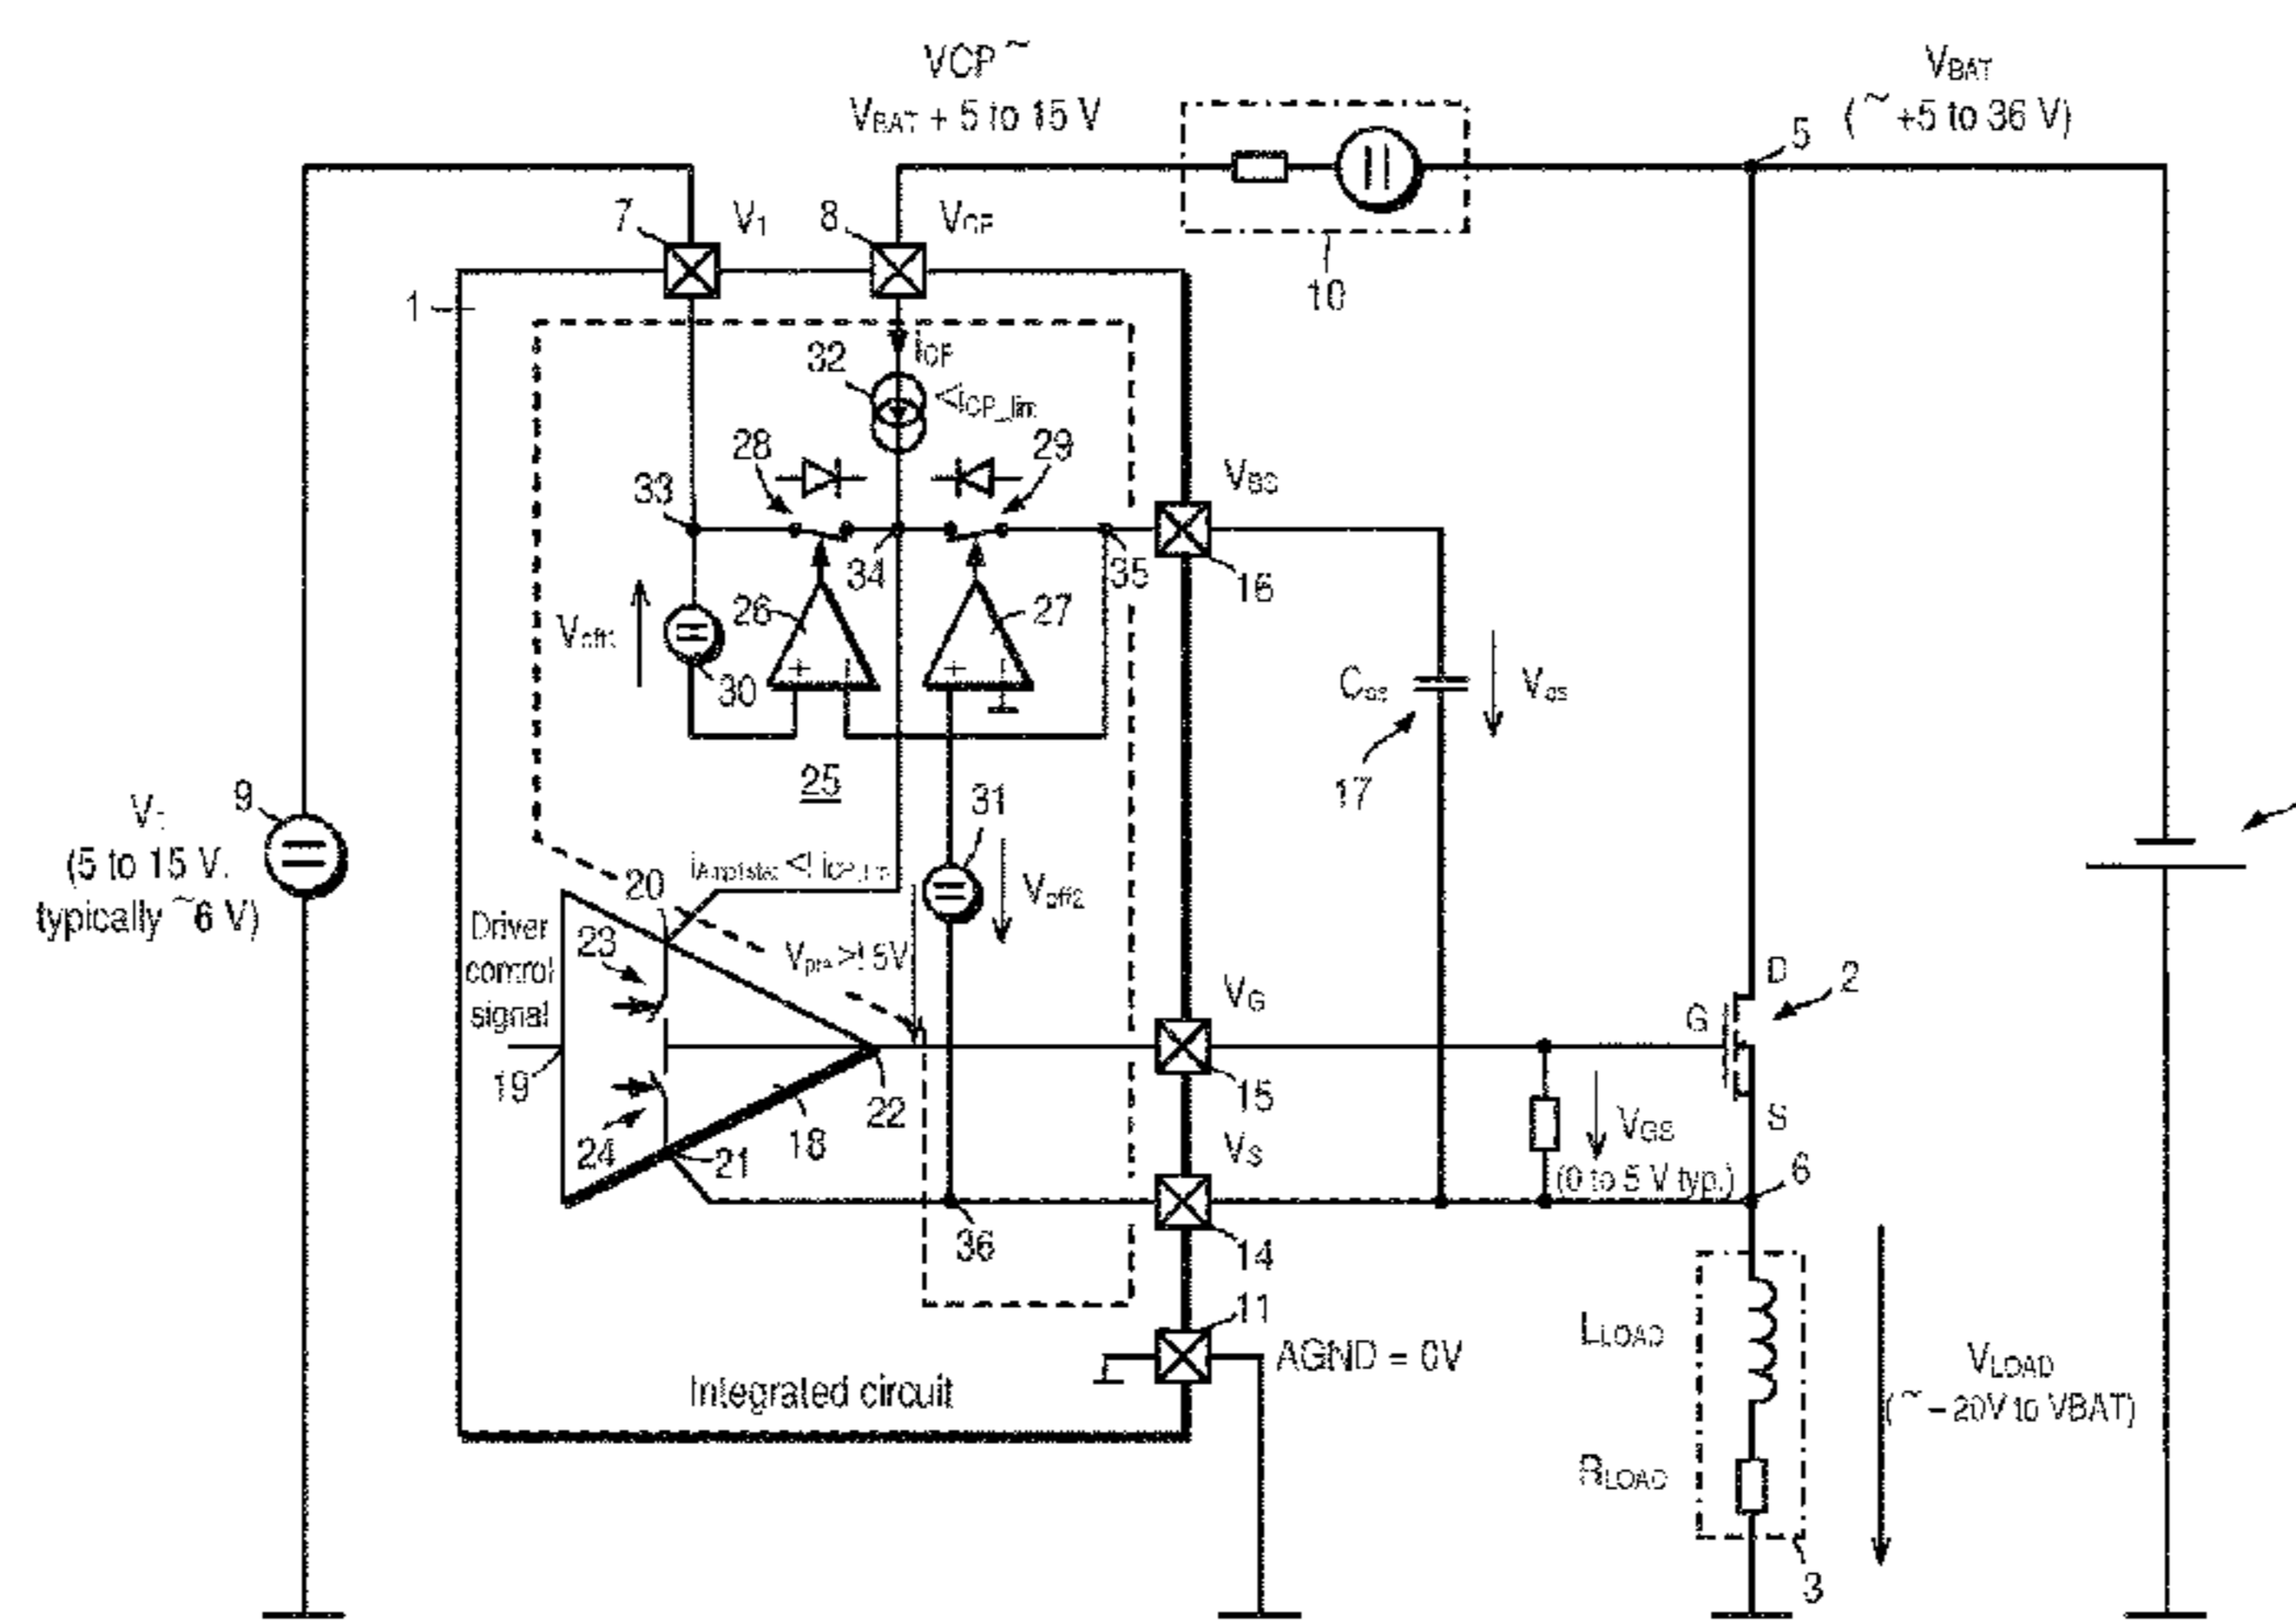 VCP ~
VBAT + 5 to 15 V
VBAT
( ~ +5 to 36 V)
5
7
V1
8
VCP
10
1
32
iCP
<iCP_lim
28
29
33
34
35
VBS
16
Voff1
30
26
+
27
+
CBS
VBS
17
25
31
9
V1
(5 to 15 V.
typically ~6 V)
20
<! iCP_lim
Voff2
Driver
control
signal
23
>! 5V
VG
D
2
G
19
24
21
18
22
15
VGS
(0 to 5 V typ.)
S
6
VS
36
14
11
AGND = 0V
Integrated circuit
LLOAD
RLOAD
VLOAD
( ~ – 20V to VBAT)
3